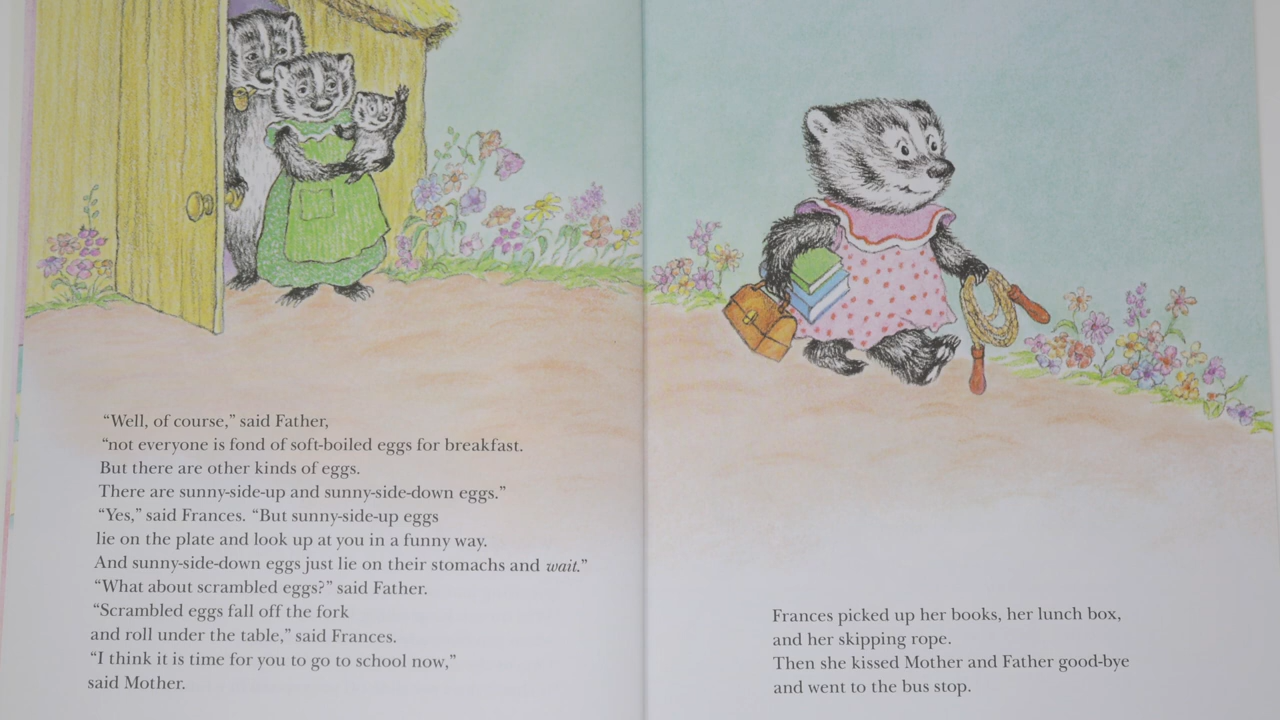 “Well, of course,” said Father,
“not everyone is fond of soft-boiled eggs for breakfast.
But there are other kinds of eggs.
There are sunny-side-up and sunny-side-down eggs.”
“Yes,” said Frances. “But sunny-side-up eggs
lie on the plate and look up at you in a funny way.
And sunny-side-down eggs just lie on their stomachs and wait.”
“What about scrambled eggs?” said Father.
“Scrambled eggs fall off the fork
and roll under the table,” said Frances.
“I think it is time for you to go to school now,”
said Mother.
Frances picked up her books, her lunch box,
and her skipping rope.
Then she kissed Mother and Father good-bye
and went to the bus stop.